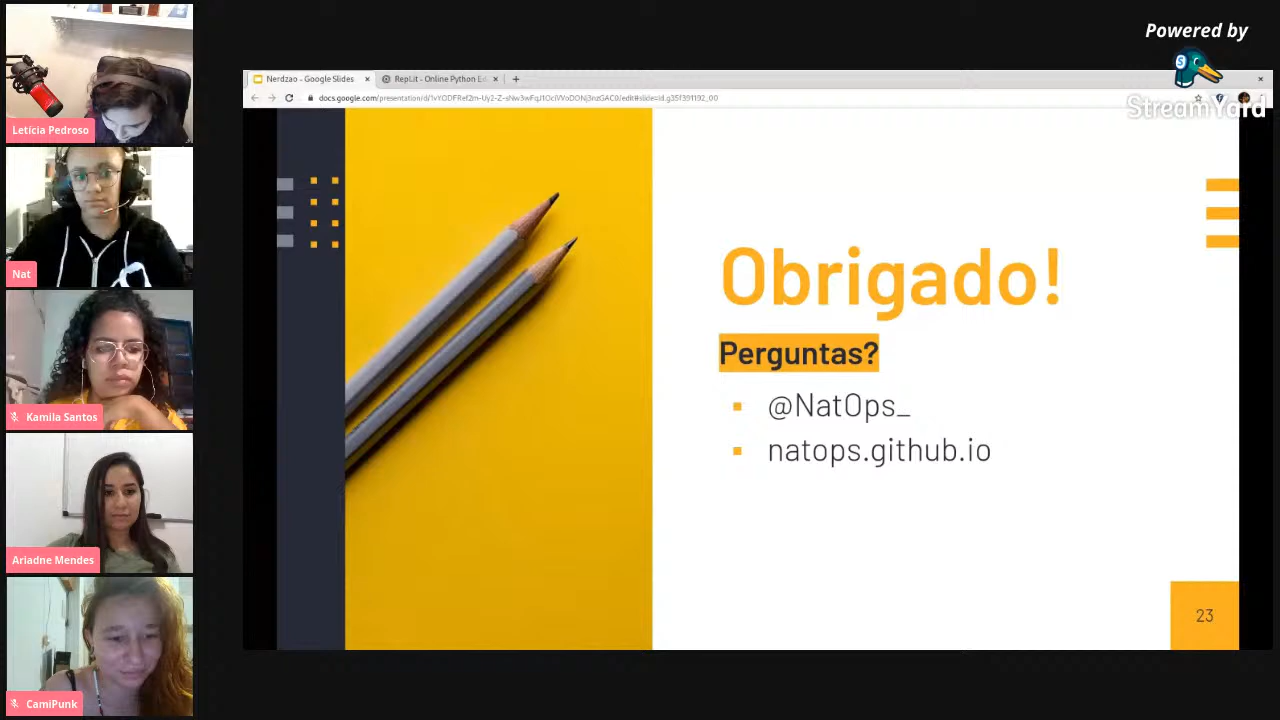 Powered by
S
StreamYard
Nerdzao - Google Slides
RepLit - Online Python Ed
Letícia Pedroso
Nat
Kamila Santos
Ariadne Mendes
CamiPunk
Obrigado!
Perguntas?
@NatOps_
natops.github.io
23